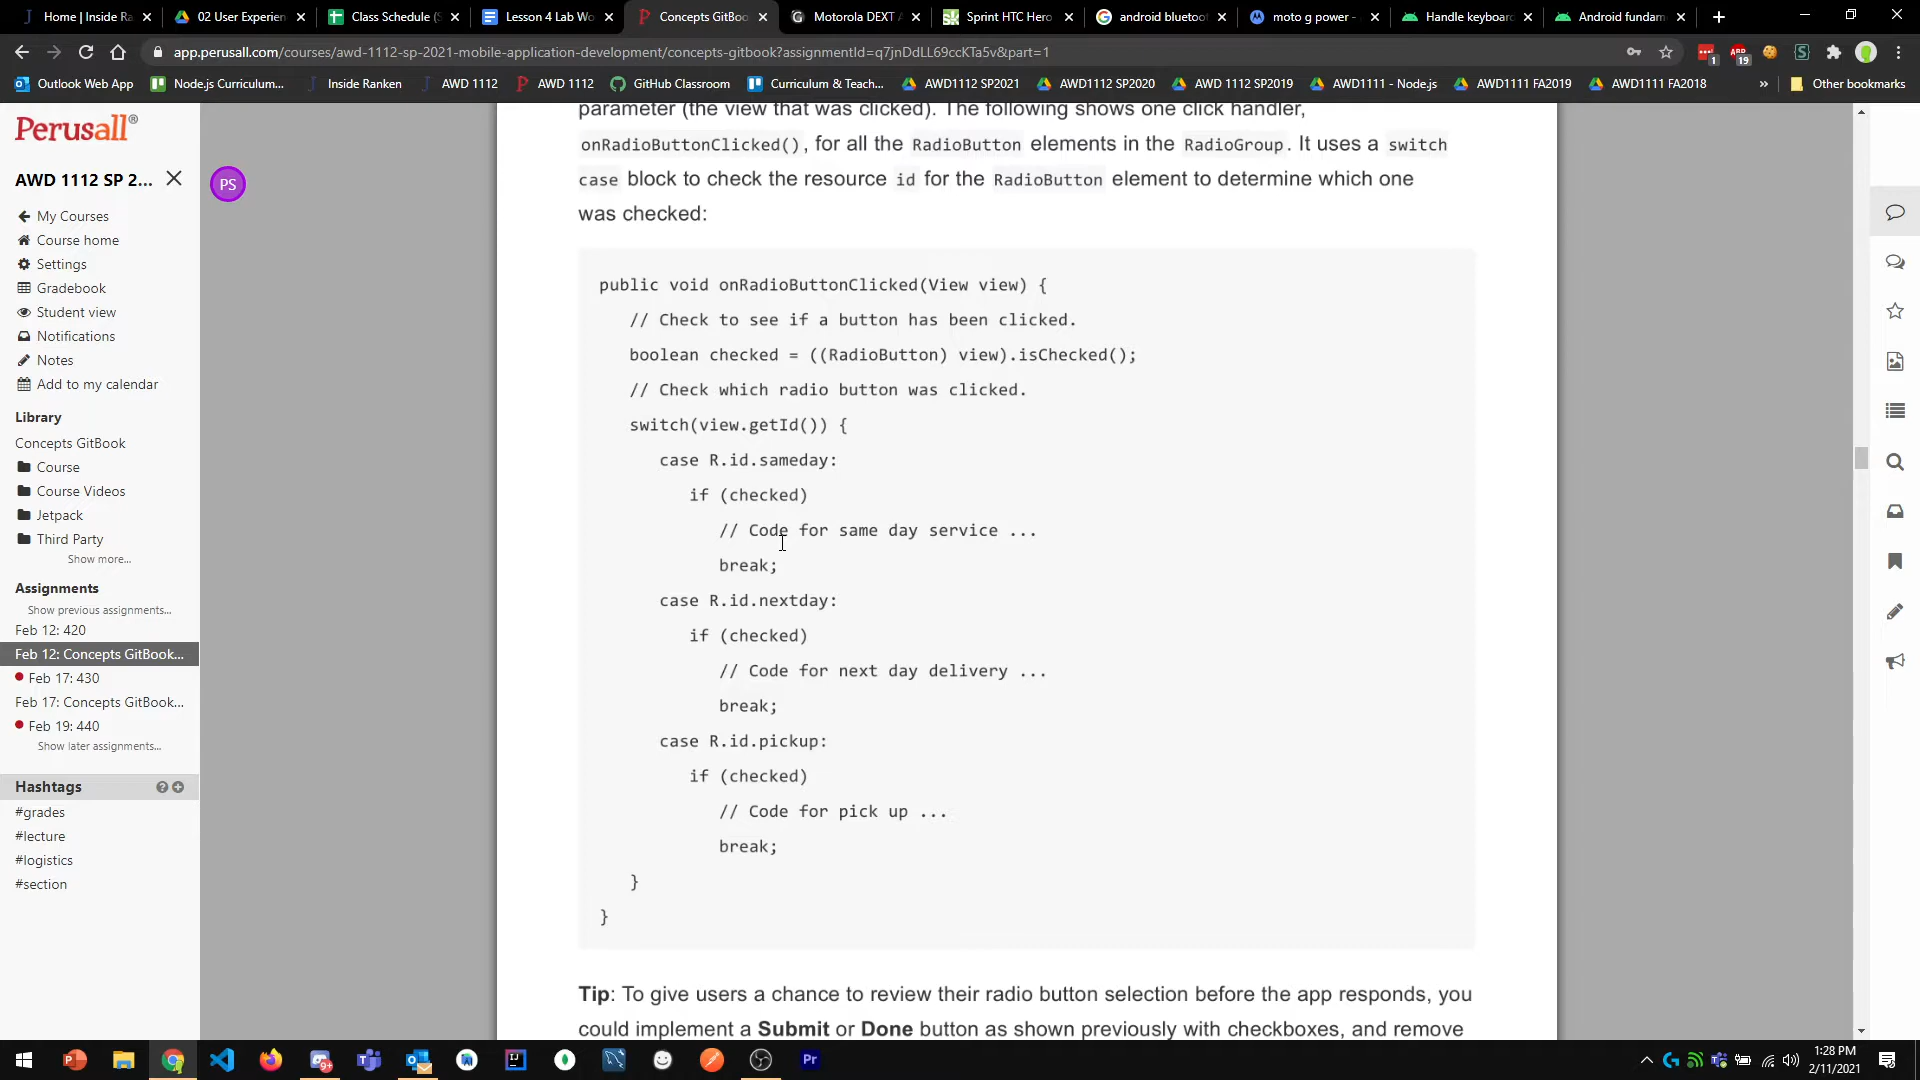 Home | Inside Ra
02 User Experien
Class Schedule (S
Lesson 4 Lab Wo
Concepts GitBoo
Motorola DEXT A
Sprint HTC Hero
android bluetoo
moto g power -
Handle keyboard
Android fundam
app.perusall.com/courses/awd-1112-sp-2021-mobile-application-development/concepts-gitbook?assignmentId=q7jnDdLL69ccKTa5v&part=1
Outlook Web App
Node.js Curriculum...
Inside Ranken
AWD 1112
AWD 1112
GitHub Classroom
Curriculum & Teach...
AWD1112 SP2021
AWD1112 SP2020
AWD1112 SP2019
AWD1111 - Node.js
AWD1111 FA2019
AWD1111 FA2018
Other bookmarks
Perusall®
AWD 1112 SP 2...
PS
My Courses
Course home
Settings
Gradebook
Student view
Notifications
Notes
Add to my calendar
Library
Concepts GitBook
Course
Course Videos
Jetpack
Third Party
Show more...
Assignments
Show previous assignments...
Feb 12: 420
Feb 12: Concepts GitBook...
Feb 17: 430
Feb 17: Concepts GitBook...
Feb 19: 440
Show later assignments...
Hashtags
#grades
#lecture
#logistics
#section
parameter (the view that was clicked). The following shows one click handler,
onRadioButtonClicked(), for all the RadioButton elements in the RadioGroup. It uses a switch
case block to check the resource id for the RadioButton element to determine which one
was checked:
public void onRadioButtonClicked(View view) {
// Check to see if a button has been clicked.
boolean checked = ((RadioButton) view).isChecked();
// Check which radio button was clicked.
switch(view.getId()) {
case R.id.sameday:
if (checked)
// Code for same day service ...
break;
case R.id.nextday:
if (checked)
// Code for next day delivery ...
break;
case R.id.pickup:
if (checked)
// Code for pick up ...
break;
}
}
Tip: To give users a chance to review their radio button selection before the app responds, you
could implement a Submit or Done button as shown previously with checkboxes, and remove
1:28 PM
2/11/2021